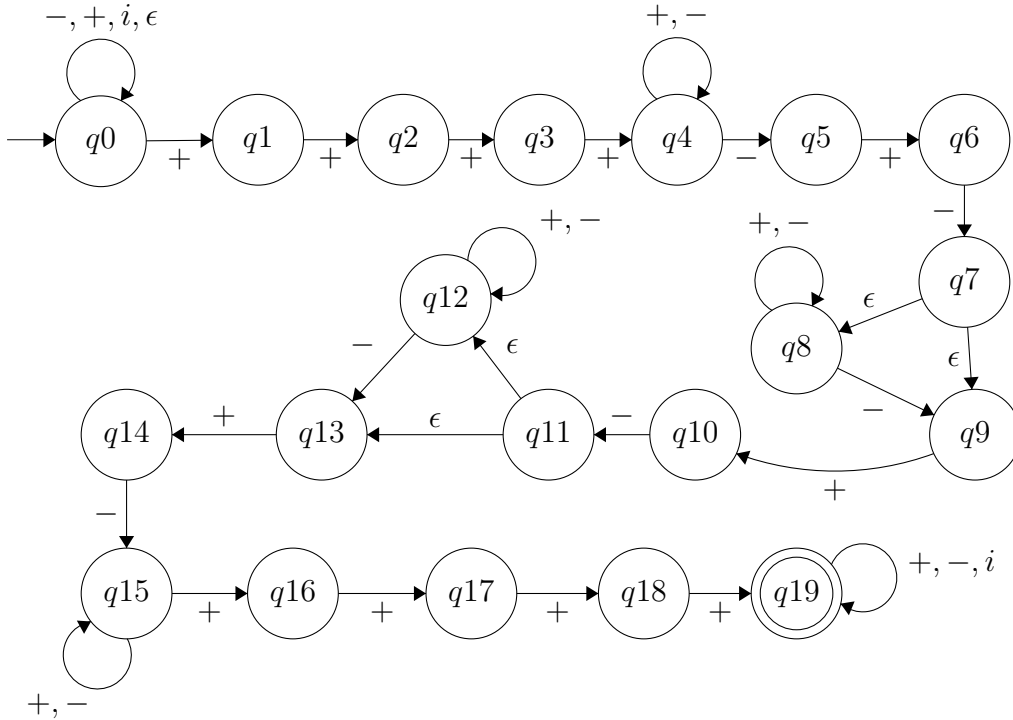 −, +, i, ϵ
+, −
q0
q1
q2
q3
q4
q5
q6
+
+
+
+
−
+
−
+, −
+, −
q7
q12
ϵ
q8
ϵ
−
ϵ
−
q14
+
q13
ϵ
q11
−
q10
q9
+
−
q15
q16
q17
q18
q19
+, −, i
+
+
+
+
+, −